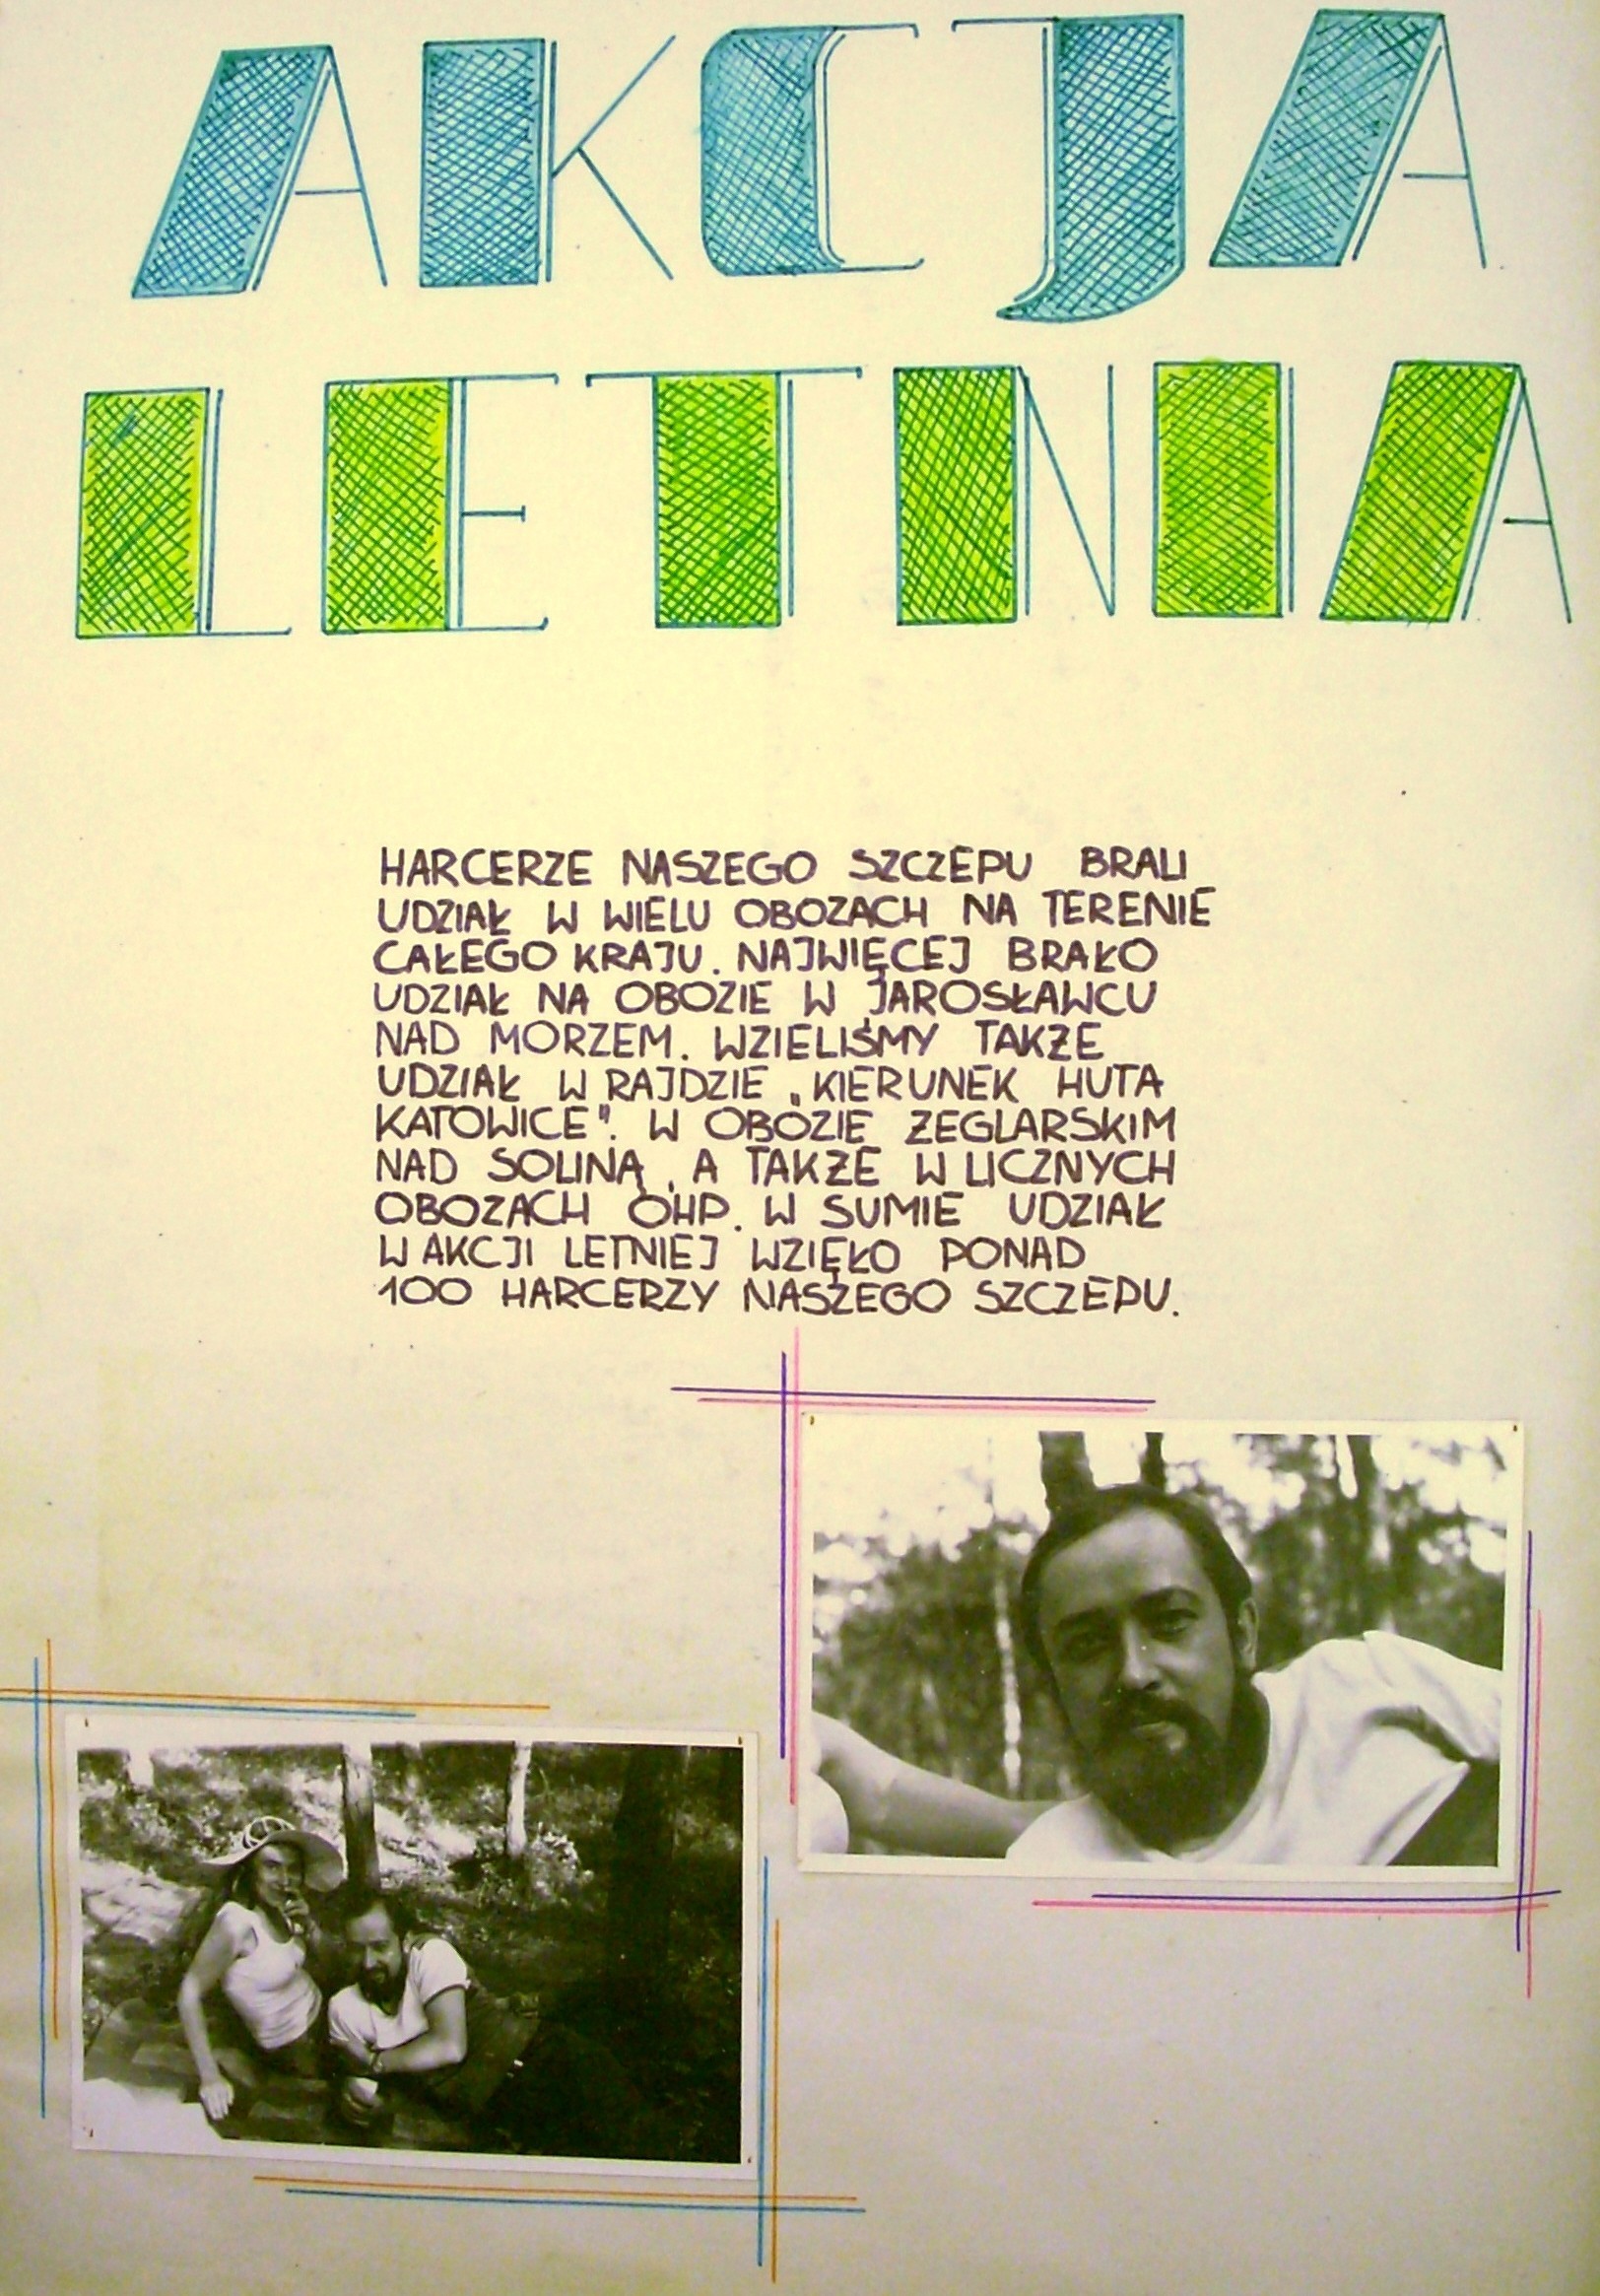 AKCJA
LETNIA
HARCERZE NASZEGO SZCZEPU BRALI
UDZIAŁ W WIELU OBOZACH NA TERENIE
CAŁEGO KRAJU. NAJWIĘCEJ BRAŁO
UDZIAŁ NA OBOZIE W JAROSŁAWCU
NAD MORZEM. WZIELIŚMY TAKŻE
UDZIAŁ W RAJDZIE „KIERUNEK HUTA
KATOWICE". W OBOZIE ŻEGLARSKIM
NAD SOLINĄ, A TAKŻE W LICZNYCH
OBOZACH OHP. W SUMIE UDZIAŁ
W AKCJI LETNIEJ WZIĘŁO PONAD
100 HARCERZY NASZEGO SZCZEPU.